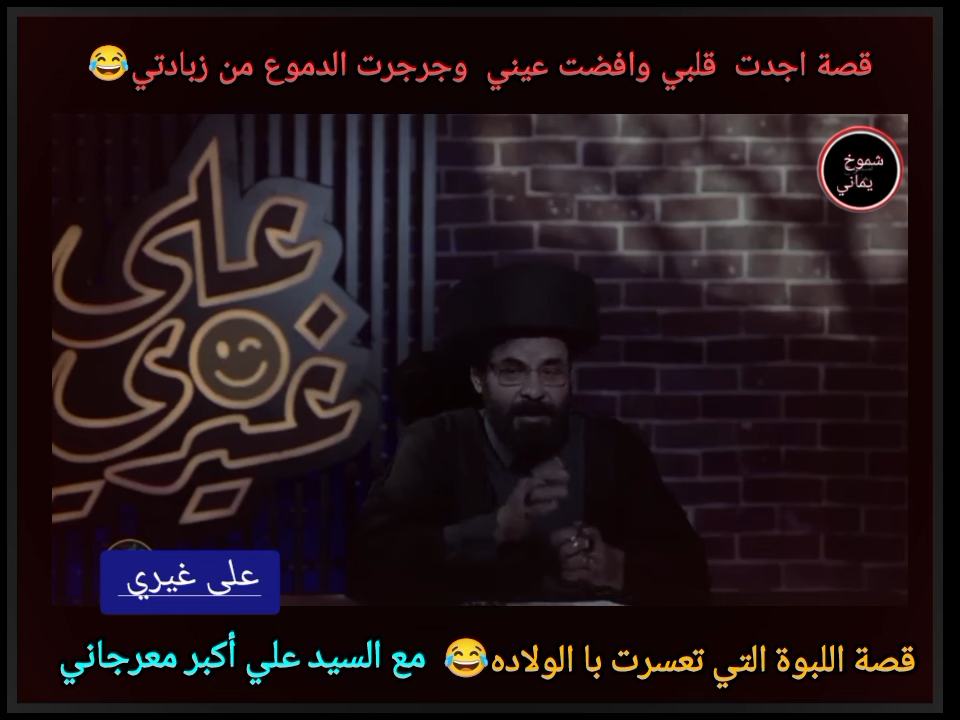 قصة اجدت قلبي وافضت عيني وجرجرت الدموع من زبادتي😂
شموخ
يماني
على
غيري
على غيري
قصة اللبوة التي تعسرت با الولاده😂 مع السيد علي أكبر معرجاني